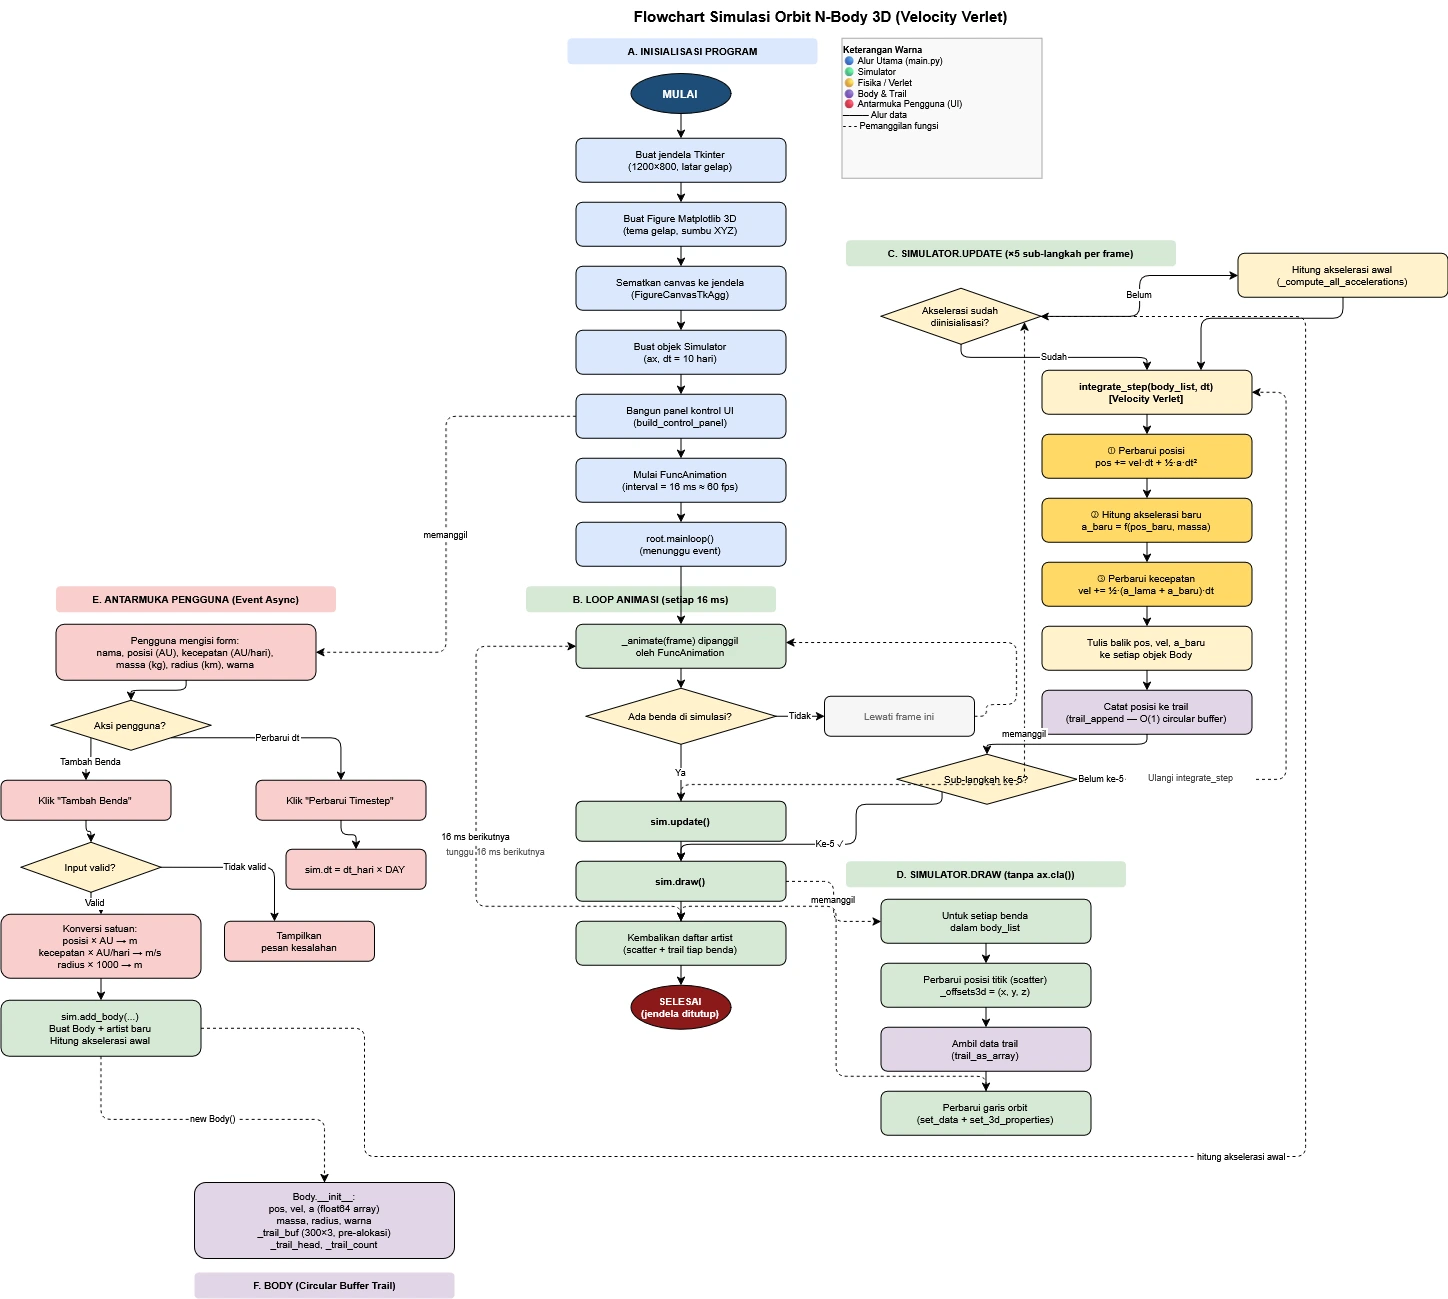 Flowchart Simulasi Orbit N-Body 3D (Velocity Verlet)
A. INISIALISASI PROGRAM
Keterangan Warna
Alur Utama (main.py)
Simulator
Fisika / Verlet
Body & Trail
Antarmuka Pengguna (UI)
Alur data
Pemanggilan fungsi
MULAI
Buat jendela Tkinter
(1200×800, latar gelap)
Buat Figure Matplotlib 3D
(tema gelap, sumbu XYZ)
Sematkan canvas ke jendela
(FigureCanvasTkAgg)
Buat objek Simulator
(ax, dt = 10 hari)
Bangun panel kontrol UI
(build_control_panel)
Mulai FuncAnimation
(interval = 16 ms ≈ 60 fps)
root.mainloop()
(menunggu event)
memanggil
C. SIMULATOR.UPDATE (×5 sub-langkah per frame)
Hitung akselerasi awal
(_compute_all_accelerations)
Belum
Akselerasi sudah
diinisialisasi?
Sudah
integrate_step(body_list, dt)
[Velocity Verlet]
① Perbarui posisi
pos += vel·dt + ½·a·dt²
② Hitung akselerasi baru
a_baru = f(pos_baru, massa)
③ Perbarui kecepatan
vel += ½·(a_lama + a_baru)·dt
Tulis balik pos, vel, a_baru
ke setiap objek Body
Catat posisi ke trail
(trail_append — O(1) circular buffer)
memanggil
Sub-langkah ke-5?
Belum ke-5
Ulangi integrate_step
Ke-5 ✓
B. LOOP ANIMASI (setiap 16 ms)
_animate(frame) dipanggil
oleh FuncAnimation
Ada benda di simulasi?
Tidak
Lewati frame ini
Ya
sim.update()
sim.draw()
16 ms berikutnya
tunggu 16 ms berikutnya
Kembalikan daftar artist
(scatter + trail tiap benda)
SELESAI
(jendela ditutup)
D. SIMULATOR.DRAW (tanpa ax.cla())
memanggil
Untuk setiap benda
dalam body_list
Perbarui posisi titik (scatter)
_offsets3d = (x, y, z)
Ambil data trail
(trail_as_array)
Perbarui garis orbit
(set_data + set_3d_properties)
hitung akselerasi awal
E. ANTARMUKA PENGGUNA (Event Async)
Pengguna mengisi form:
nama, posisi (AU), kecepatan (AU/hari),
massa (kg), radius (km), warna
Aksi pengguna?
Perbarui dt
Tambah Benda
Klik "Tambah Benda"
Klik "Perbarui Timestep"
sim.dt = dt_hari × DAY
Input valid?
Tidak valid
Valid
Konversi satuan:
posisi × AU → m
kecepatan × AU/hari → m/s
radius × 1000 → m
Tampilkan
pesan kesalahan
sim.add_body(...)
Buat Body + artist baru
Hitung akselerasi awal
new Body()
Body.__init__:
pos, vel, a (float64 array)
massa, radius, warna
_trail_buf (300×3, pre-alokasi)
_trail_head, _trail_count
F. BODY (Circular Buffer Trail)